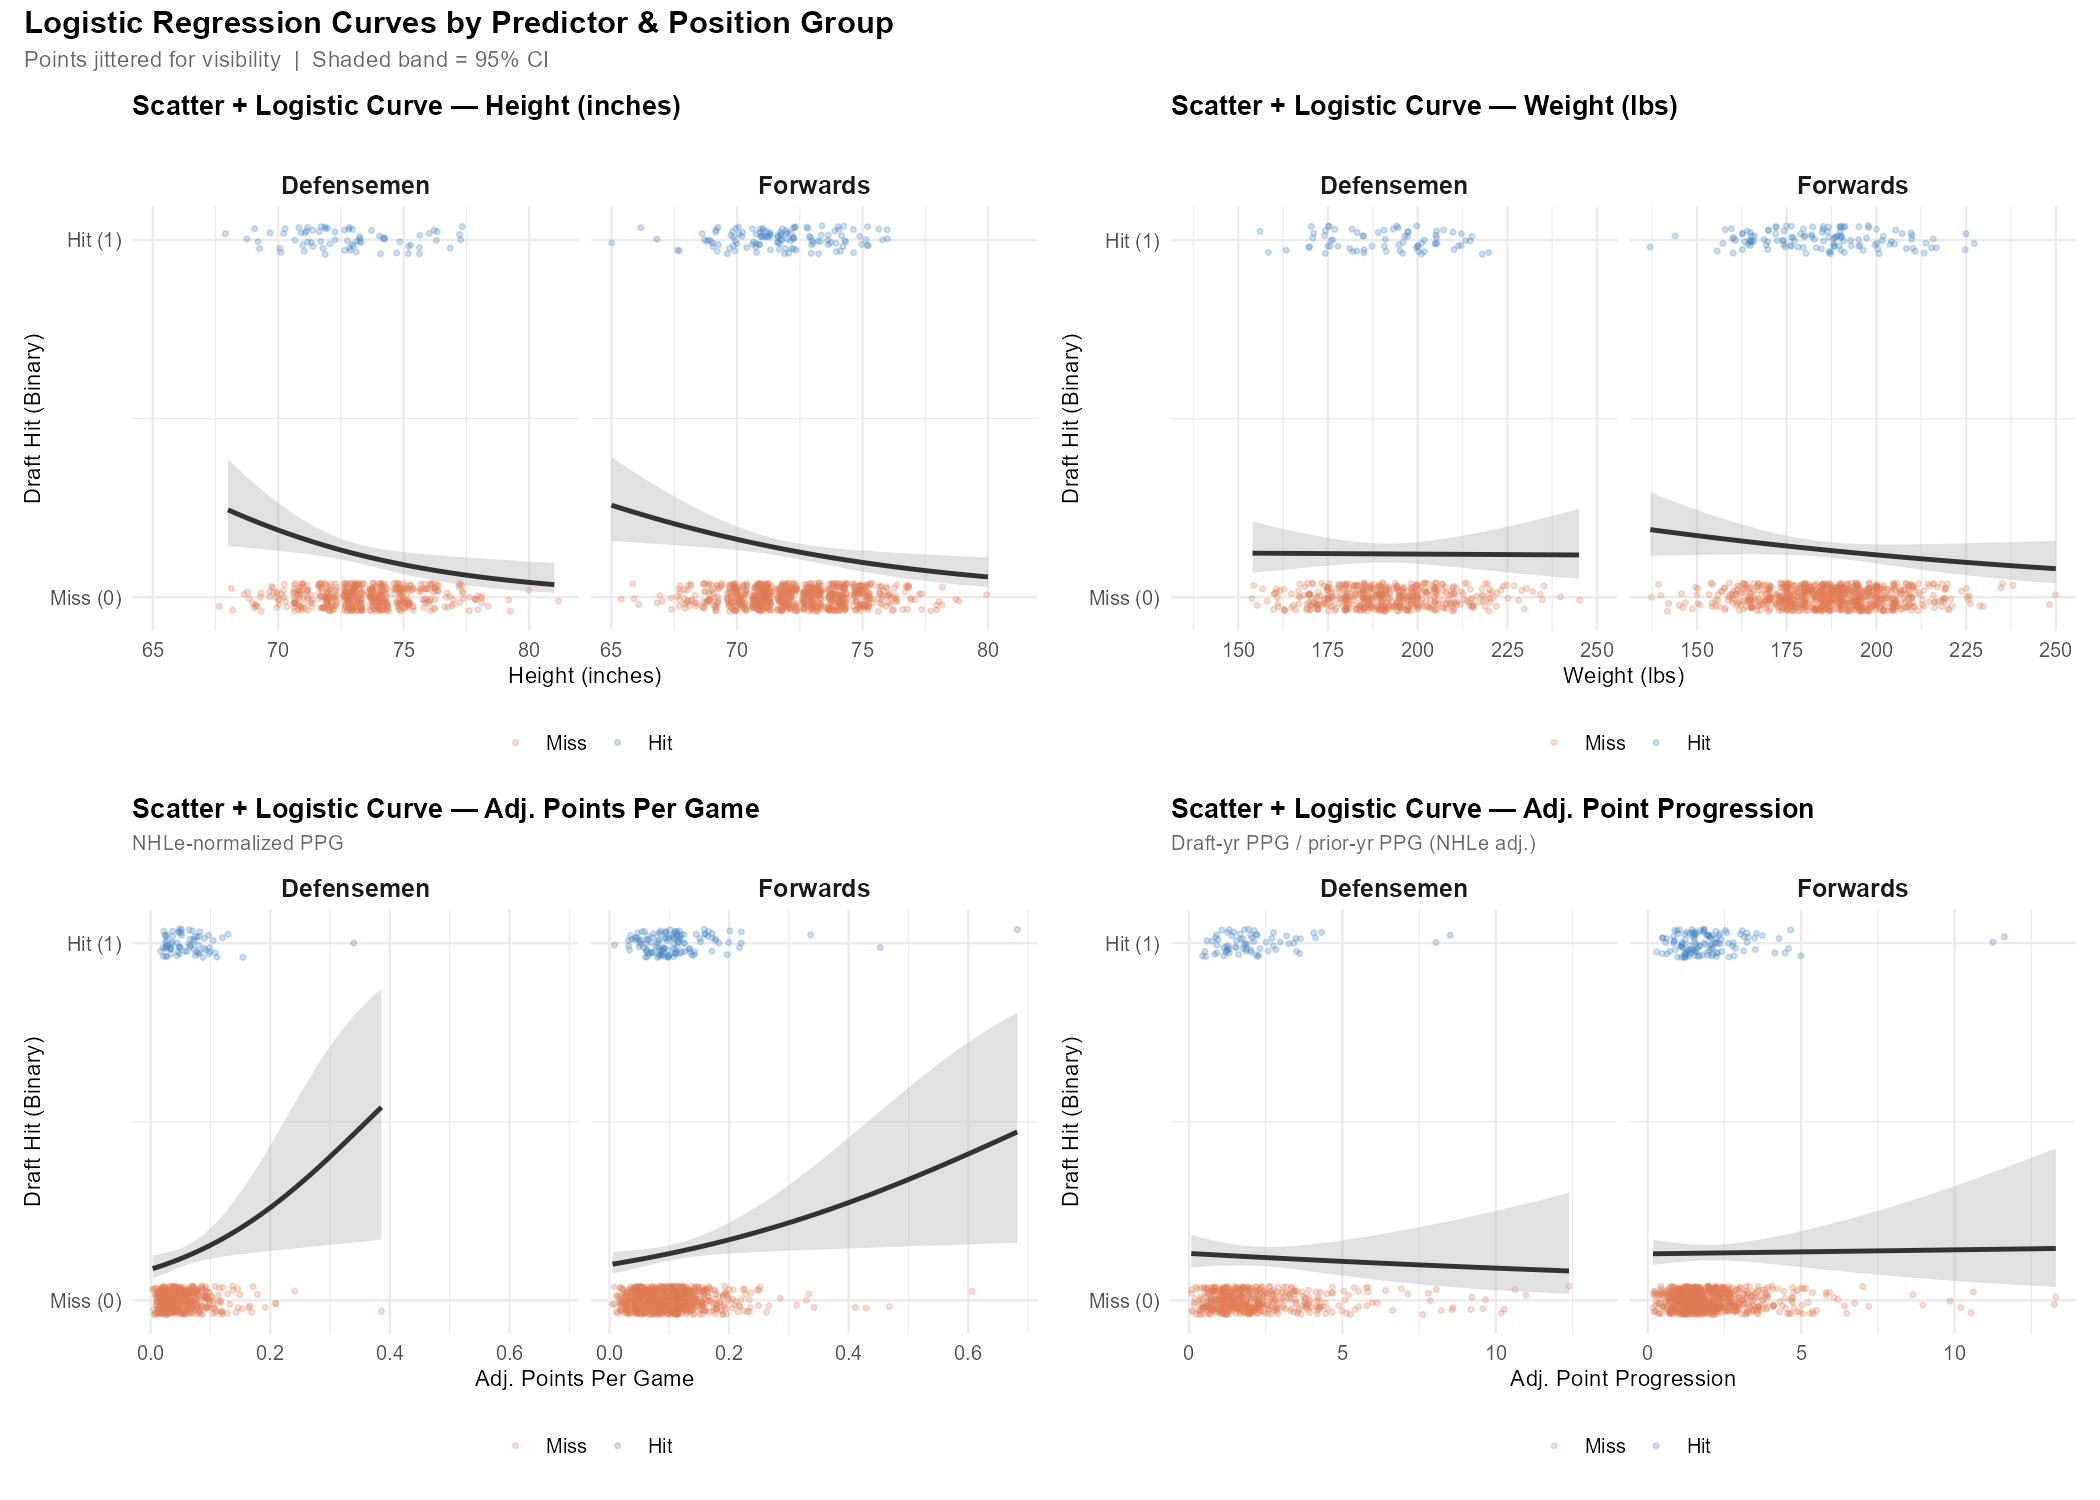 Logistic Regression Curves by Predictor & Position Group
Points jittered for visibility | Shaded band = 95% CI
Scatter + Logistic Curve — Height (inches)
Defensemen
Forwards
Draft Hit (Binary)
Hit (1)
Miss (0)
65 70 75 80
65 70 75 80
Height (inches)
Miss Hit
Scatter + Logistic Curve — Weight (lbs)
Defensemen
Forwards
Draft Hit (Binary)
Hit (1)
Miss (0)
150 175 200 225 250
150 175 200 225 250
Weight (lbs)
Miss Hit
Scatter + Logistic Curve — Adj. Points Per Game
NHLe-normalized PPG
Defensemen
Forwards
Draft Hit (Binary)
Hit (1)
Miss (0)
0.0 0.2 0.4 0.6
0.0 0.2 0.4 0.6
Adj. Points Per Game
Miss Hit
Scatter + Logistic Curve — Adj. Point Progression
Draft-yr PPG / prior-yr PPG (NHLe adj.)
Defensemen
Forwards
Draft Hit (Binary)
Hit (1)
Miss (0)
0 5 10
0 5 10
Adj. Point Progression
Miss Hit